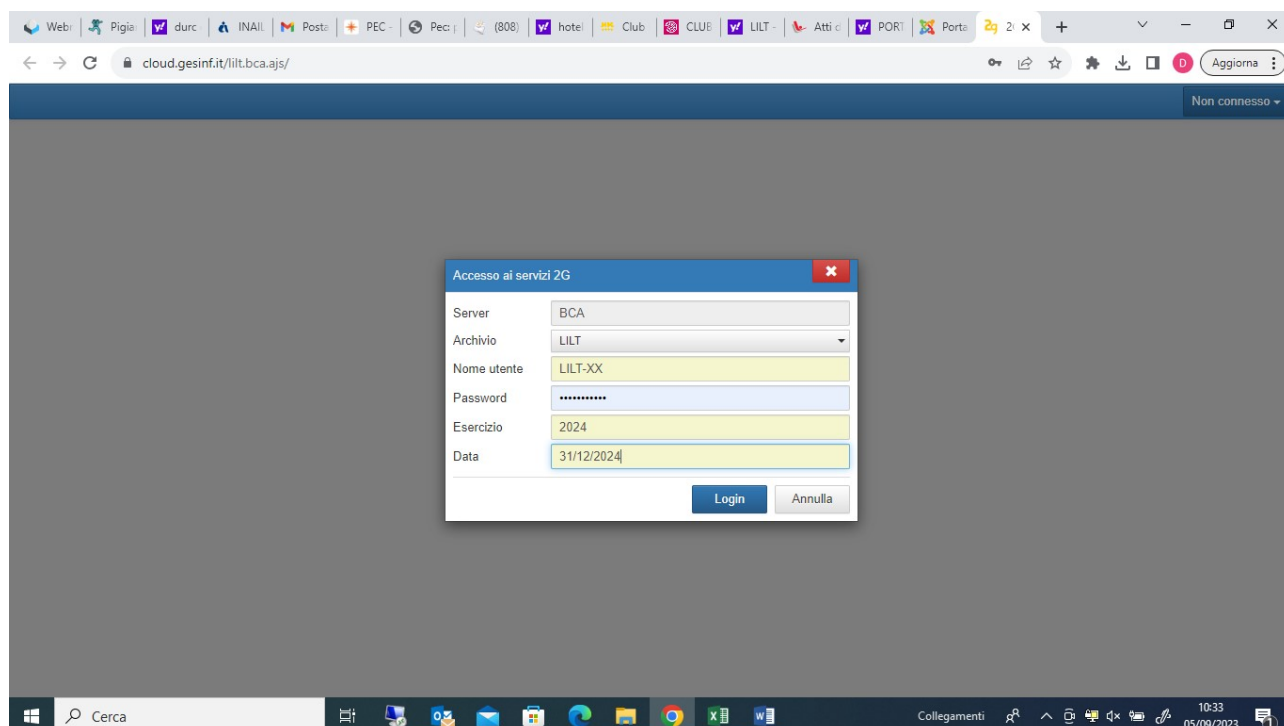 Webi Pigia durc INAIL Posta PEC - Pec: p (808) hotel Club CLUB LILT - Atti d PORT Porta 2G
cloud.gesinf.it/lilt.bca.ajs/ D Aggiorna
Non connesso
Accesso ai servizi 2G
Server BCA
Archivio LILT
Nome utente LILT-XX
Password •••••••••••
Esercizio 2024
Data 31/12/2024
Login Annulla
Cerca Collegamenti 10:33
05/09/2023